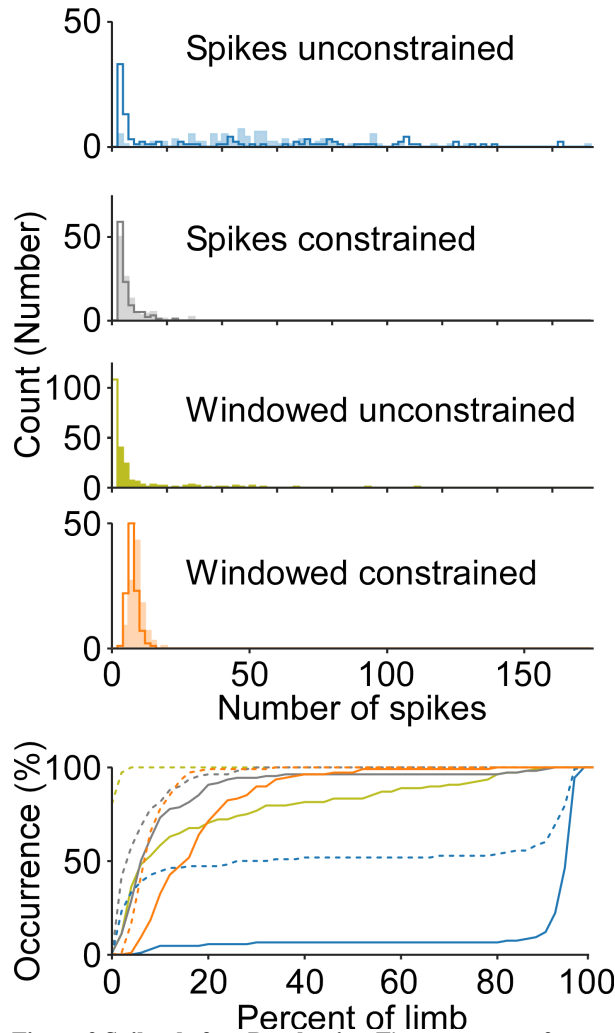 50
Spikes unconstrained
0
Count (Number)
50
Spikes constrained
0
100
Windowed unconstrained
50
0
50
Windowed constrained
0
0 50 100 150
Number of spikes
Occurrence (%)
100
50
0
0 20 40 60 80 100
Percent of limb